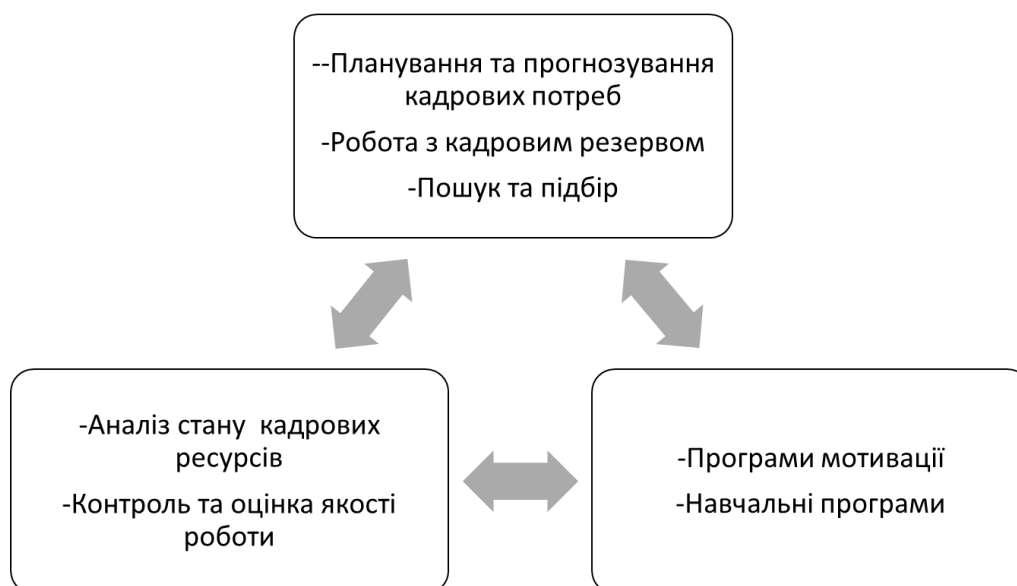 --Планування та прогнозування
кадрових потреб
-Робота з кадровим резервом
-Пошук та підбір
-Аналіз стану  кадрових
ресурсів
-Контроль та оцінка якості
роботи
-Програми мотивації
-Навчальні програми